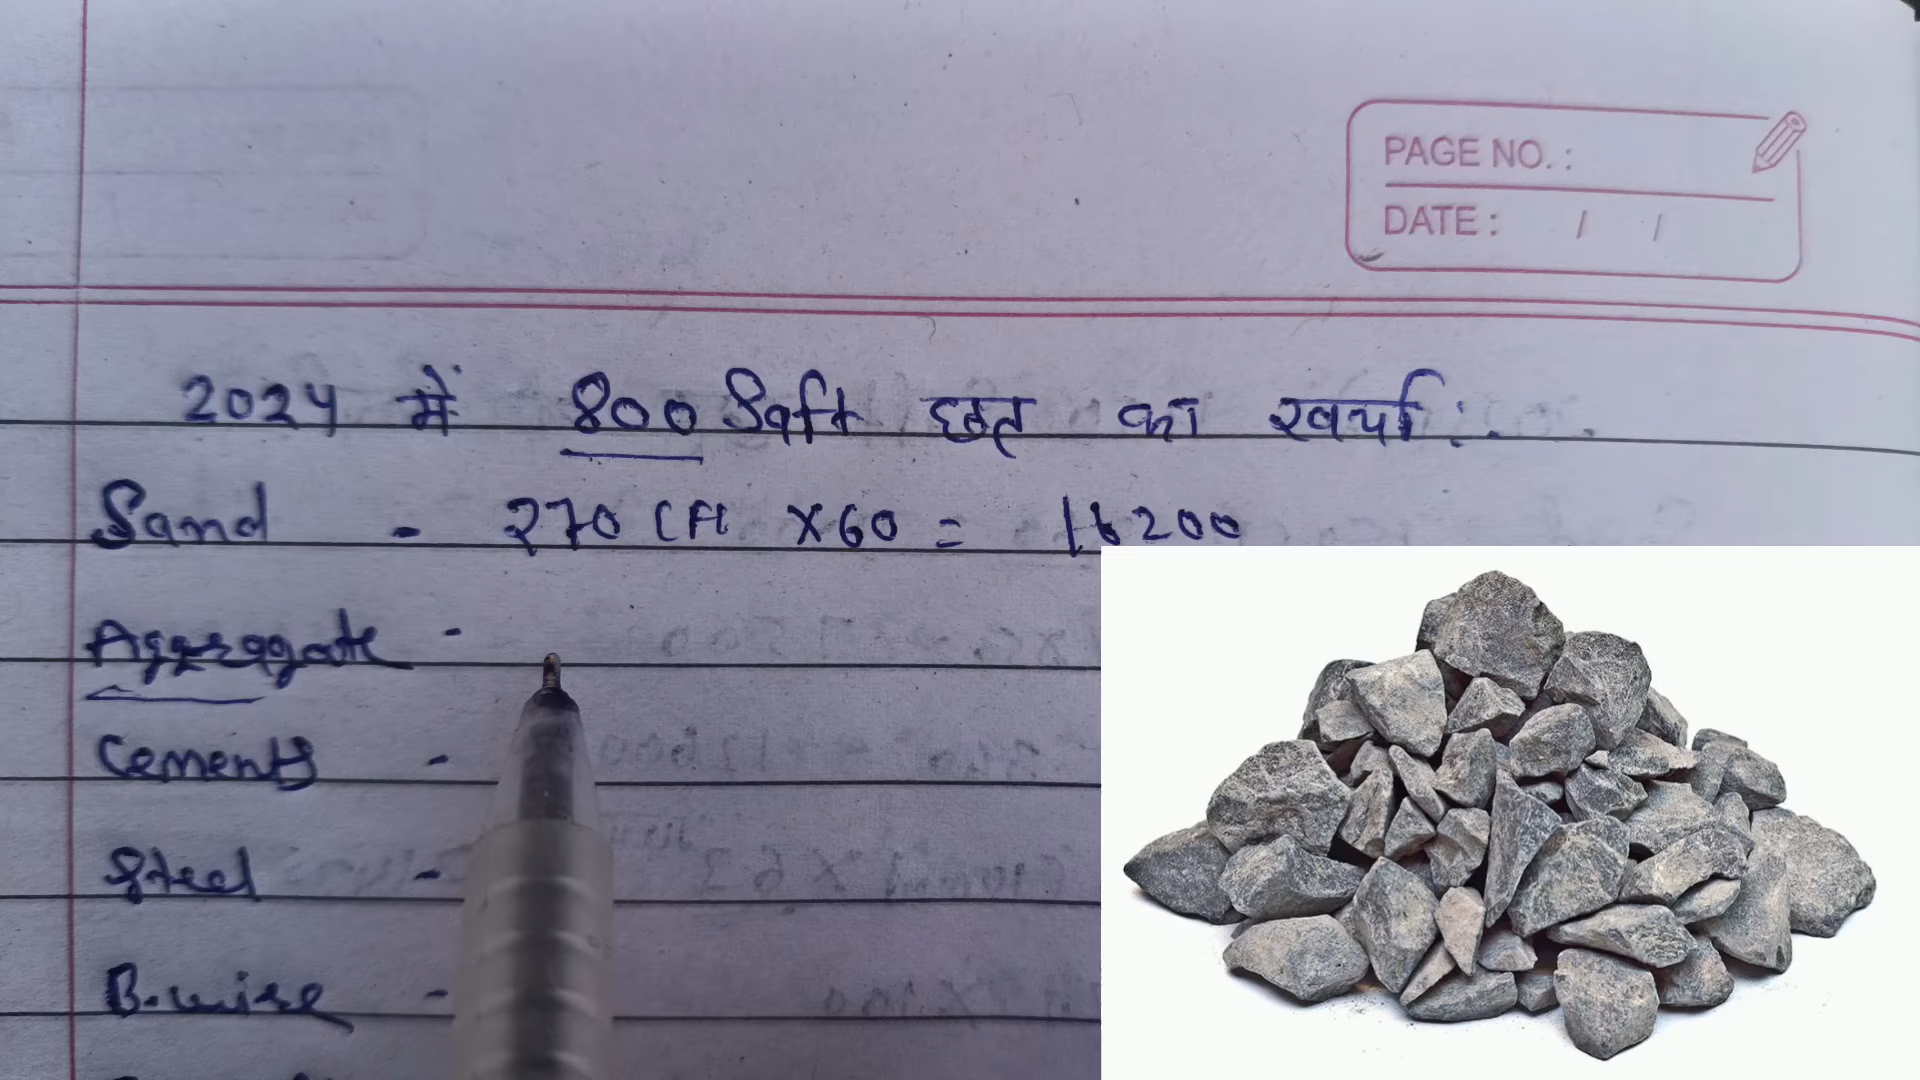 PAGE NO. :
DATE : / /
2024 में 800 Sqft छत का खर्चा :
Sand - 270 CFt X60 = 16200
Aggregate -
Cements -
Steel -
B.wire -